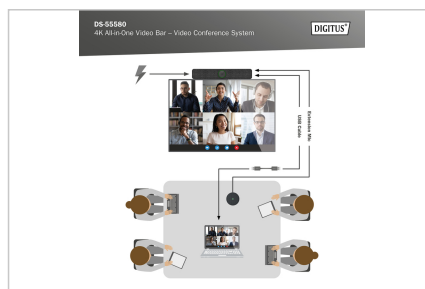 DS-55580
4K All-in-One Video Bar – Video Conference System
DIGITUS®
Extension Mic
USB Cable